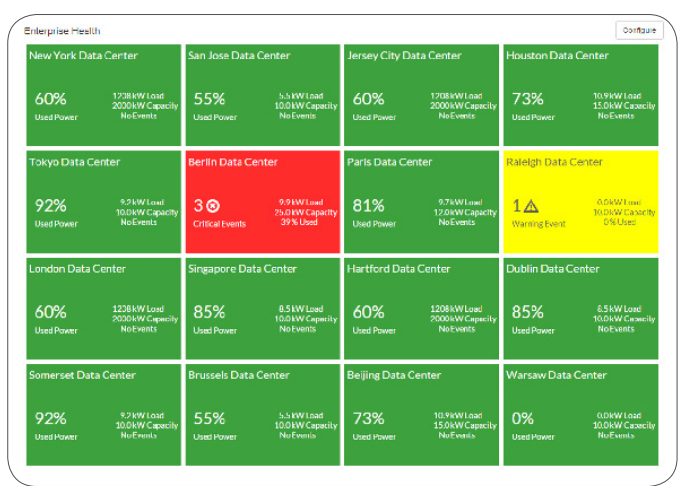 Enterprise Health
Configure
New York Data Center
60%
Used Power
1208 kW Load
2000 kW Capacity
No Events
San Jose Data Center
55%
Used Power
5.5 kW Load
10.0 kW Capacity
No Events
Jersey City Data Center
60%
Used Power
1208 kW Load
2000 kW Capacity
No Events
Houston Data Center
73%
Used Power
10.9 kW Load
15.0 kW Capacity
No Events
Tokyo Data Center
92%
Used Power
9.2 kW Load
10.0 kW Capacity
No Events
Berlin Data Center
3
Critical Events
9.9 kW Load
25.0 kW Capacity
39% Used
Paris Data Center
81%
Used Power
9.7 kW Load
12.0 kW Capacity
No Events
Raleigh Data Center
1
Warning Event
0.0 kW Load
10.0 kW Capacity
0% Used
London Data Center
60%
Used Power
1208 kW Load
2000 kW Capacity
No Events
Singapore Data Center
85%
Used Power
8.5 kW Load
10.0 kW Capacity
No Events
Hartford Data Center
60%
Used Power
1208 kW Load
2000 kW Capacity
No Events
Dublin Data Center
85%
Used Power
8.5 kW Load
10.0 kW Capacity
No Events
Somerset Data Center
92%
Used Power
9.2 kW Load
10.0 kW Capacity
No Events
Brussels Data Center
55%
Used Power
5.5 kW Load
10.0 kW Capacity
No Events
Beijing Data Center
73%
Used Power
10.9 kW Load
15.0 kW Capacity
No Events
Warsaw Data Center
0%
Used Power
0.0 kW Load
10.0 kW Capacity
No Events